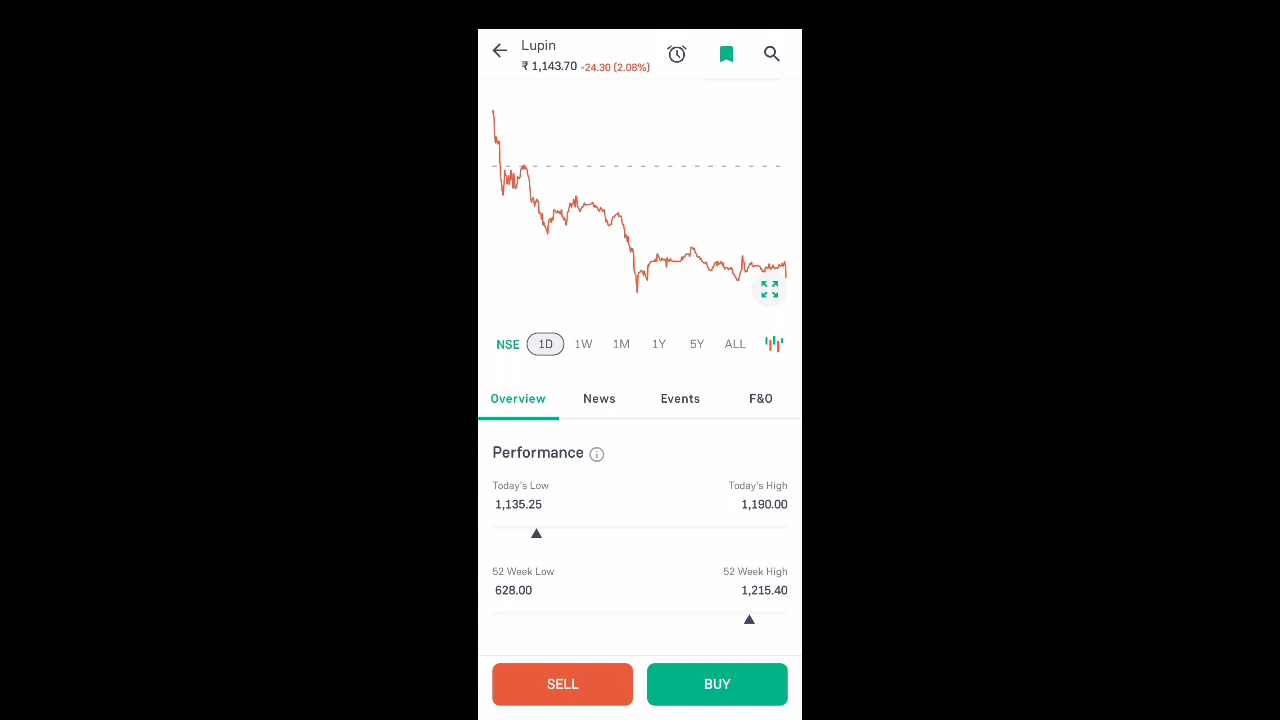 Lupin
₹ 1,143.70 -24.30 (2.08%)
NSE 1D 1W 1M 1Y 5Y ALL
Overview News Events F&O
Performance
Today's Low Today's High
1,135.25 1,190.00
52 Week Low 52 Week High
628.00 1,215.40
SELL BUY